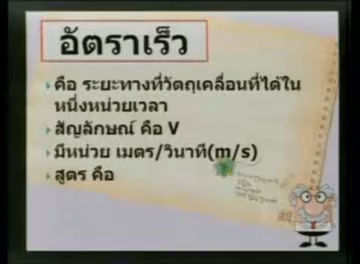 อัตราเร็ว
คือ ระยะทางที่วัตถุเคลื่อนที่ได้ใน
หนึ่งหน่วยเวลา
สัญลักษณ์ คือ V
มีหน่วย เมตร/วินาที(m/s)
สูตร คือ